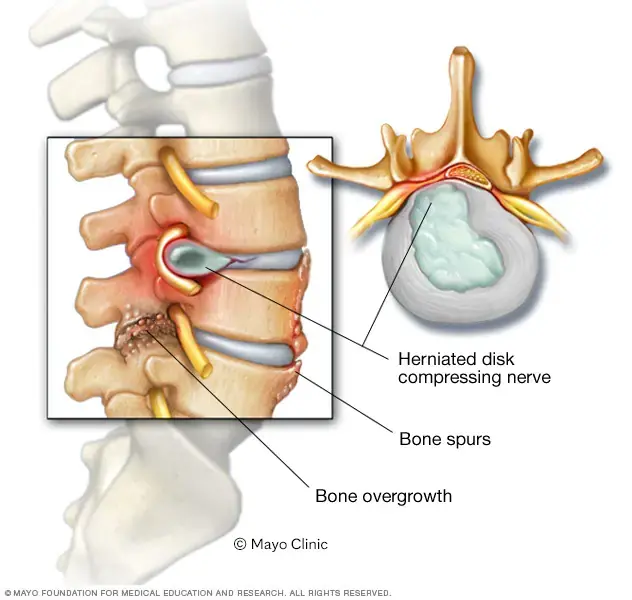 Herniated disk
compressing nerve
Bone spurs
Bone overgrowth
© Mayo Clinic
© MAYO FOUNDATION FOR MEDICAL EDUCATION AND RESEARCH. ALL RIGHTS RESERVED.